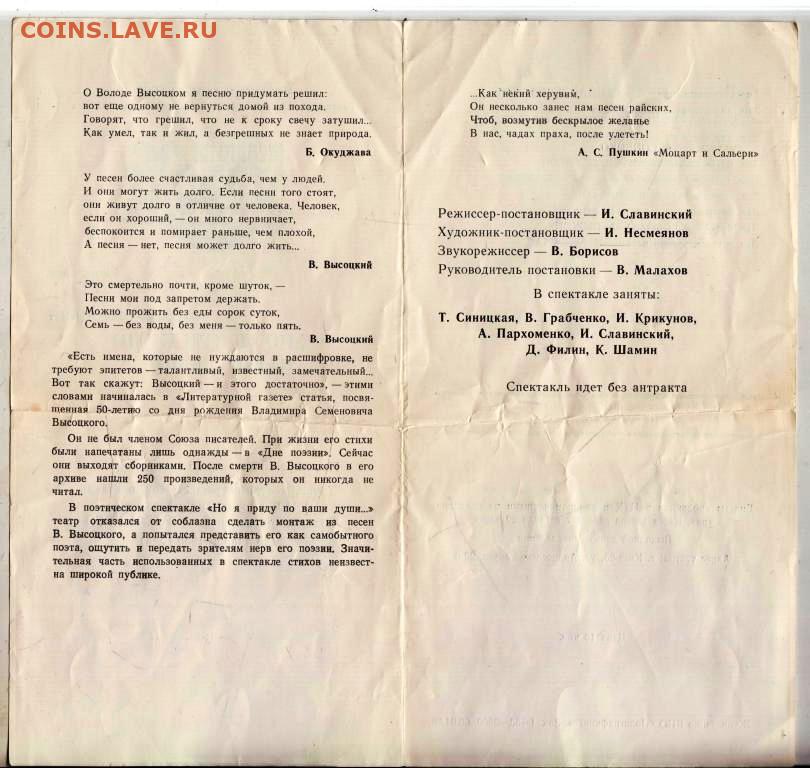 COINS.LAVE.RU
О Володе Высоцком я песню придумать решил:
вот еще одному не вернуться домой из похода.
Говорят, что грешил, что не к сроку свечу затушил...
Как умел, так и жил, а безгрешных не знает природа.
Б. Окуджава
У песен более счастливая судьба, чем у людей.
И они могут жить долго. Если песни того стоят,
они живут долго в отличие от человека. Человек,
если он хороший, — он много нервничает,
беспокоится и помирает раньше, чем плохой,
А песня — нет, песня может долго жить...
В. Высоцкий
Это смертельно почти, кроме шуток, —
Песни мои под запретом держать.
Можно прожить без еды сорок суток,
Семь — без воды, без меня — только пять.
В. Высоцкий
«Есть имена, которые не нуждаются в расшифровке, не
требуют эпитетов — талантливый, известный, замечательный...
Вот так скажут: Высоцкий — и этого достаточно», — этими
словами начиналась в «Литературной газете» статья, посвя-
щенная 50-летию со дня рождения Владимира Семеновича
Высоцкого.
Он не был членом Союза писателей. При жизни его стихи
были напечатаны лишь однажды — в «Дне поэзии». Сейчас
они выходят сборниками. После смерти В. Высоцкого в его
архиве нашли 250 произведений, которых он никогда не
читал.
В поэтическом спектакле «Но я приду по ваши души...»
театр отказался от соблазна сделать монтаж из песен
В. Высоцкого, а попытался представить его как самобытного
поэта, ощутить и передать зрителям нерв его поэзии. Значи-
тельная часть использованных в спектакле стихов неизвест-
на широкой публике.
...Как некий херувим,
Он несколько занес нам песен райских,
Чтоб, возмутив бескрылое желанье
В нас, чадах праха, после улететь!
А. С. Пушкин «Моцарт и Сальери»
Режиссер-постановщик — И. Славинский
Художник-постановщик — И. Несмеянов
Звукорежиссер — В. Борисов
Руководитель постановки — В. Малахов
В спектакле заняты:
Т. Синицкая, В. Грабченко, И. Крикунов,
А. Пархоменко, И. Славинский,
Д. Филин, К. Шамин
Спектакль идет без антракта